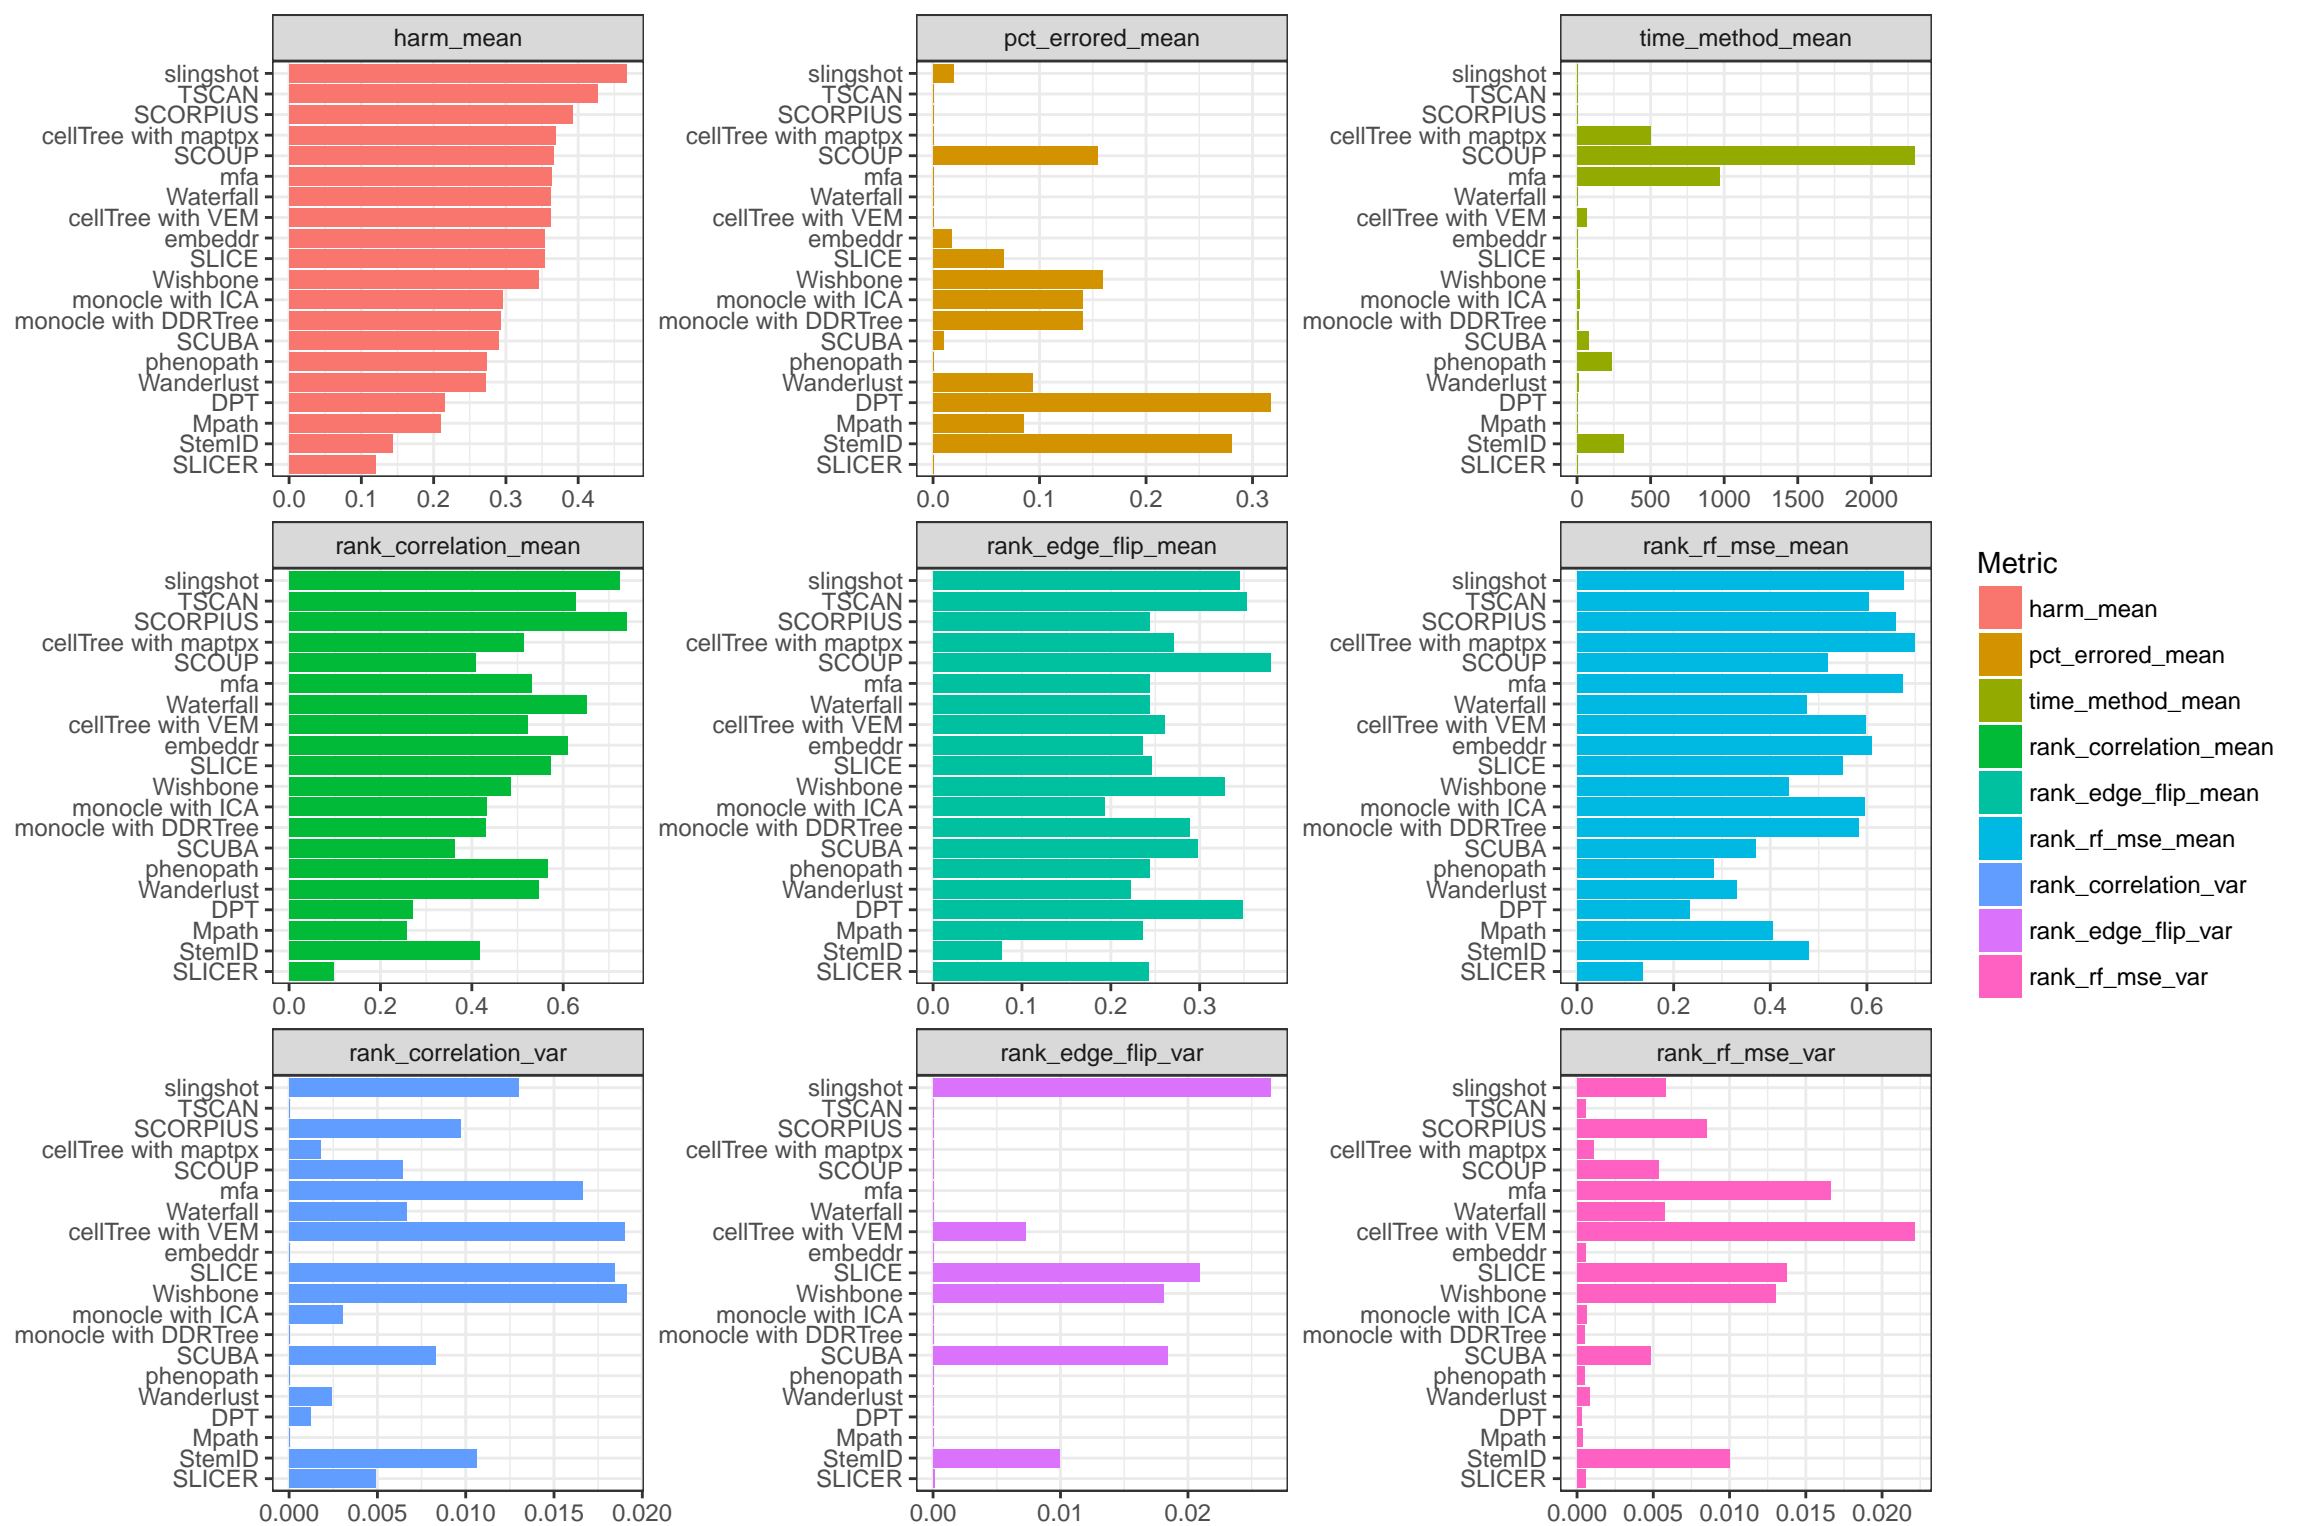 harm_mean
slingshot
TSCAN
SCORPIUS
cellTree with maptpx
SCOUP
mfa
Waterfall
cellTree with VEM
embeddr
SLICE
Wishbone
monocle with ICA
monocle with DDRTree
SCUBA
phenopath
Wanderlust
DPT
Mpath
StemID
SLICER
0.0 0.1 0.2 0.3 0.4
pct_errored_mean
slingshot
TSCAN
SCORPIUS
cellTree with maptpx
SCOUP
mfa
Waterfall
cellTree with VEM
embeddr
SLICE
Wishbone
monocle with ICA
monocle with DDRTree
SCUBA
phenopath
Wanderlust
DPT
Mpath
StemID
SLICER
0.0 0.1 0.2 0.3
time_method_mean
slingshot
TSCAN
SCORPIUS
cellTree with maptpx
SCOUP
mfa
Waterfall
cellTree with VEM
embeddr
SLICE
Wishbone
monocle with ICA
monocle with DDRTree
SCUBA
phenopath
Wanderlust
DPT
Mpath
StemID
SLICER
0 500 1000 1500 2000
rank_correlation_mean
slingshot
TSCAN
SCORPIUS
cellTree with maptpx
SCOUP
mfa
Waterfall
cellTree with VEM
embeddr
SLICE
Wishbone
monocle with ICA
monocle with DDRTree
SCUBA
phenopath
Wanderlust
DPT
Mpath
StemID
SLICER
0.0 0.2 0.4 0.6
rank_edge_flip_mean
slingshot
TSCAN
SCORPIUS
cellTree with maptpx
SCOUP
mfa
Waterfall
cellTree with VEM
embeddr
SLICE
Wishbone
monocle with ICA
monocle with DDRTree
SCUBA
phenopath
Wanderlust
DPT
Mpath
StemID
SLICER
0.0 0.1 0.2 0.3
rank_rf_mse_mean
slingshot
TSCAN
SCORPIUS
cellTree with maptpx
SCOUP
mfa
Waterfall
cellTree with VEM
embeddr
SLICE
Wishbone
monocle with ICA
monocle with DDRTree
SCUBA
phenopath
Wanderlust
DPT
Mpath
StemID
SLICER
0.0 0.2 0.4 0.6
rank_correlation_var
slingshot
TSCAN
SCORPIUS
cellTree with maptpx
SCOUP
mfa
Waterfall
cellTree with VEM
embeddr
SLICE
Wishbone
monocle with ICA
monocle with DDRTree
SCUBA
phenopath
Wanderlust
DPT
Mpath
StemID
SLICER
0.000 0.005 0.010 0.015 0.020
rank_edge_flip_var
slingshot
TSCAN
SCORPIUS
cellTree with maptpx
SCOUP
mfa
Waterfall
cellTree with VEM
embeddr
SLICE
Wishbone
monocle with ICA
monocle with DDRTree
SCUBA
phenopath
Wanderlust
DPT
Mpath
StemID
SLICER
0.00 0.01 0.02
rank_rf_mse_var
slingshot
TSCAN
SCORPIUS
cellTree with maptpx
SCOUP
mfa
Waterfall
cellTree with VEM
embeddr
SLICE
Wishbone
monocle with ICA
monocle with DDRTree
SCUBA
phenopath
Wanderlust
DPT
Mpath
StemID
SLICER
0.000 0.005 0.010 0.015 0.020
Metric
harm_mean
pct_errored_mean
time_method_mean
rank_correlation_mean
rank_edge_flip_mean
rank_rf_mse_mean
rank_correlation_var
rank_edge_flip_var
rank_rf_mse_var